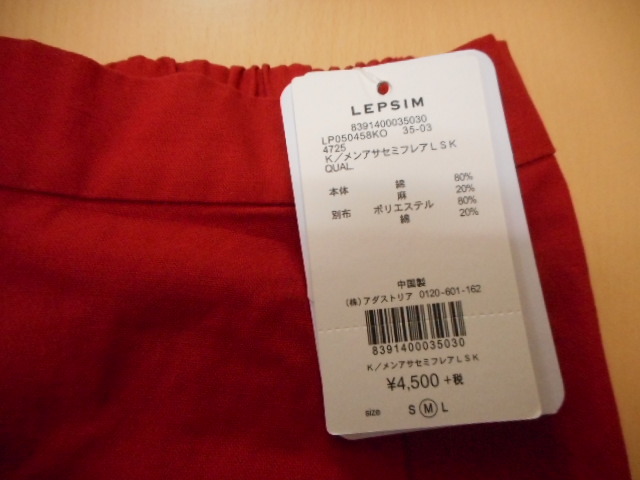 LEPSIM
8391400035030
LP050458KO 35-03
4725
K/メンアサセミフレアLSK
QUAL.
本体 綿 80%
麻 20%
別布 ポリエステル 80%
綿 20%
中国製
(株)アダストリア 0120-601-162
8391400035030
K/メンアサセミフレアLSK
¥4,500 +税
size S M L